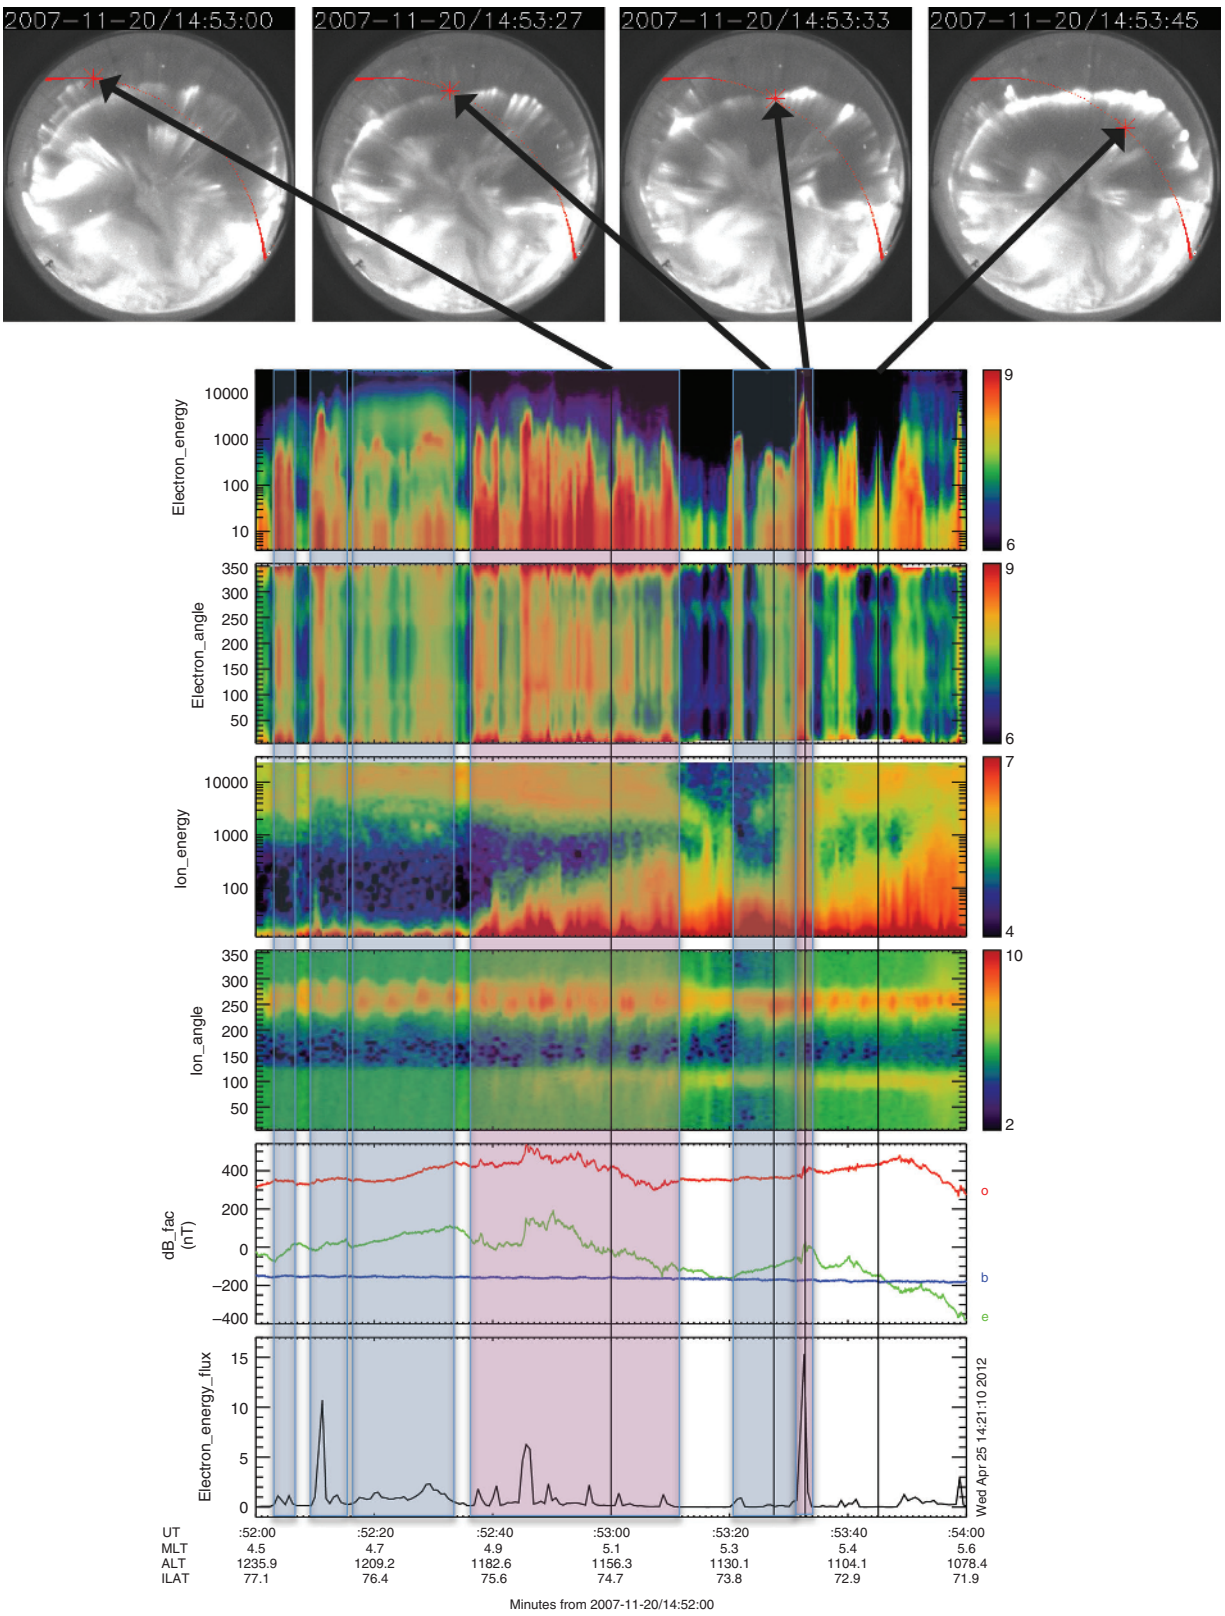 2007-11-20/14:53:00 2007-11-20/14:53:27 2007-11-20/14:53:33 2007-11-20/14:53:45
Electron_energy
10000
1000
100
10
9
6
Electron_angle
350
300
250
200
150
100
50
9
6
Ion_energy
10000
1000
100
7
4
Ion_angle
350
300
250
200
150
100
50
10
2
dB_fac
(nT)
400
200
0
−200
−400
o
b
e
Electron_energy_flux
15
10
5
0
Wed Apr 25 14:21:10 2012
UT :52:00 :52:20 :52:40 :53:00 :53:20 :53:40 :54:00
MLT 4.5 4.7 4.9 5.1 5.3 5.4 5.6
ALT 1235.9 1209.2 1182.6 1156.3 1130.1 1104.1 1078.4
ILAT 77.1 76.4 75.6 74.7 73.8 72.9 71.9
Minutes from 2007-11-20/14:52:00